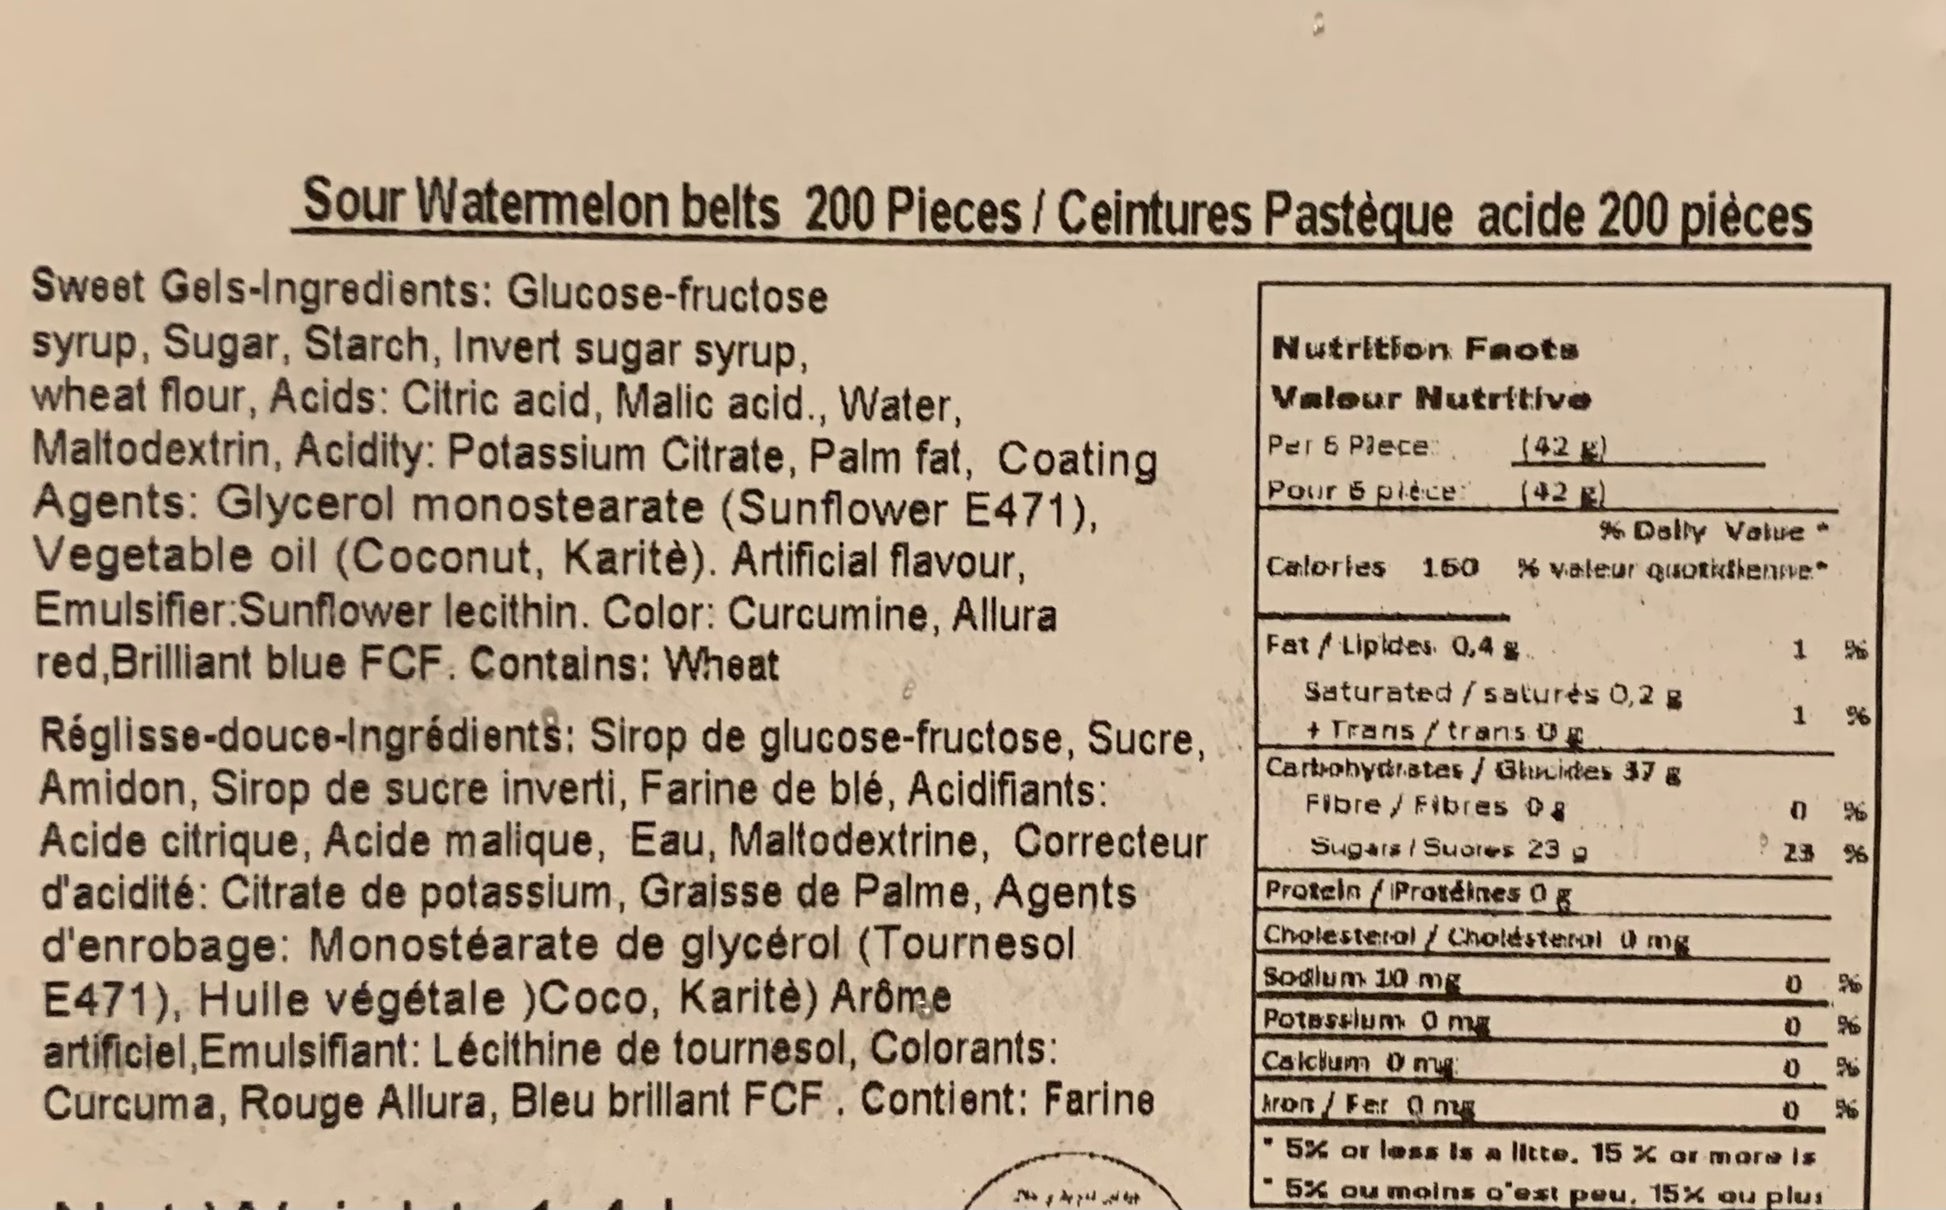 Sour Watermelon belts 200 Pieces / Ceintures Pastèque acide 200 pièces
Sweet Gels-Ingredients: Glucose-fructose
syrup, Sugar, Starch, Invert sugar syrup,
wheat flour, Acids: Citric acid, Malic acid., Water,
Maltodextrin, Acidity: Potassium Citrate, Palm fat, Coating
Agents: Glycerol monostearate (Sunflower E471),
Vegetable oil (Coconut, Karitè). Artificial flavour,
Emulsifier:Sunflower lecithin. Color: Curcumine, Allura
red,Brilliant blue FCF. Contains: Wheat
Réglisse-douce-Ingrédients: Sirop de glucose-fructose, Sucre,
Amidon, Sirop de sucre inverti, Farine de blé, Acidifiants:
Acide citrique, Acide malique, Eau, Maltodextrine, Correcteur
d'acidité: Citrate de potassium, Graisse de Palme, Agents
d'enrobage: Monostéarate de glycérol (Tournesol
E471), Huile végétale )Coco, Karitè) Arôme
artificiel,Emulsifiant: Lécithine de tournesol, Colorants:
Curcuma, Rouge Allura, Bleu brillant FCF . Contient: Farine
Nutrition Facts
Valeur Nutritive
Per 6 Piece (42 g)
Pour 6 pièce (42 g)
% Daily Value *
Calories 160 % valeur quotidienne*
Fat / Lipides 0,4 g 1 %
Saturated / saturés 0,2 g
+ Trans / trans 0 g 1 %
Carbohydrates / Glucides 37 g
Fibre / Fibres 0 g 0 %
Sugars / Sucres 23 g 23 %
Protein / Protéines 0 g
Cholesterol / Cholésterol 0 mg
Sodium 10 mg 0 %
Potassium 0 mg 0 %
Calcium 0 mg 0 %
Iron / Fer 0 mg 0 %
* 5% or less is a litte, 15 % or more is
* 5% ou moins c'est peu, 15% ou plus